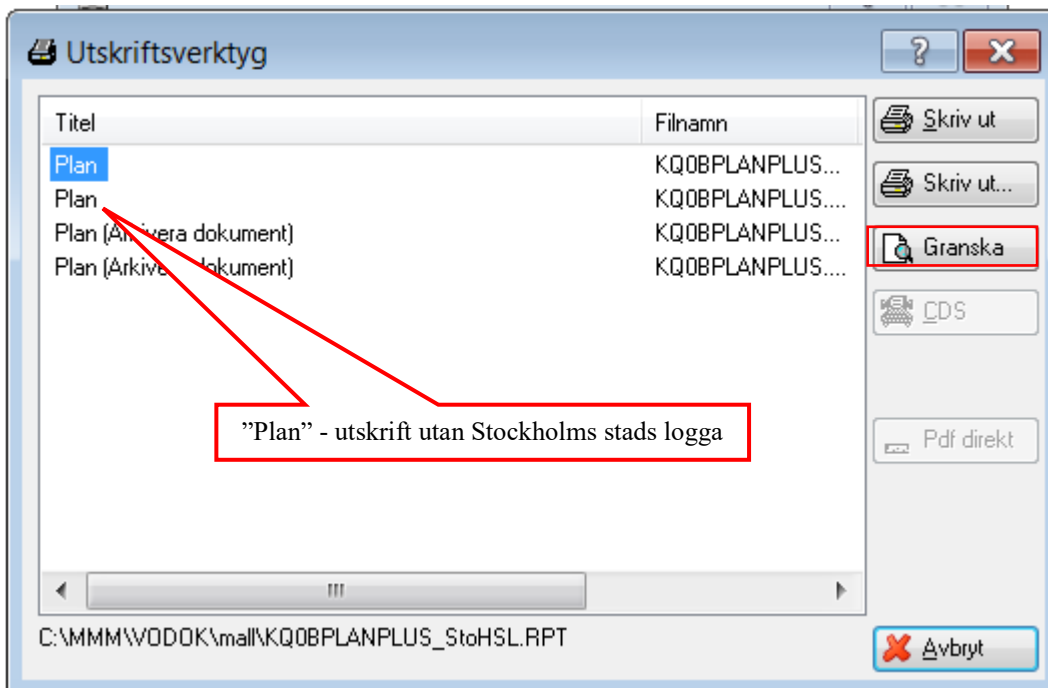 Utskriftsverktyg
Titel Filnamn
Plan KQ0BPLANPLUS...
Plan KQ0BPLANPLUS....
Plan (Arkivera dokument) KQ0BPLANPLUS...
Plan (Arkivera dokument) KQ0BPLANPLUS....
Skriv ut
Skriv ut...
Granska
CDS
”Plan” - utskrift utan Stockholms stads logga
Pdf direkt
C:\MMM\VODOK\mall\KQ0BPLANPLUS_StoHSL.RPT
Avbryt